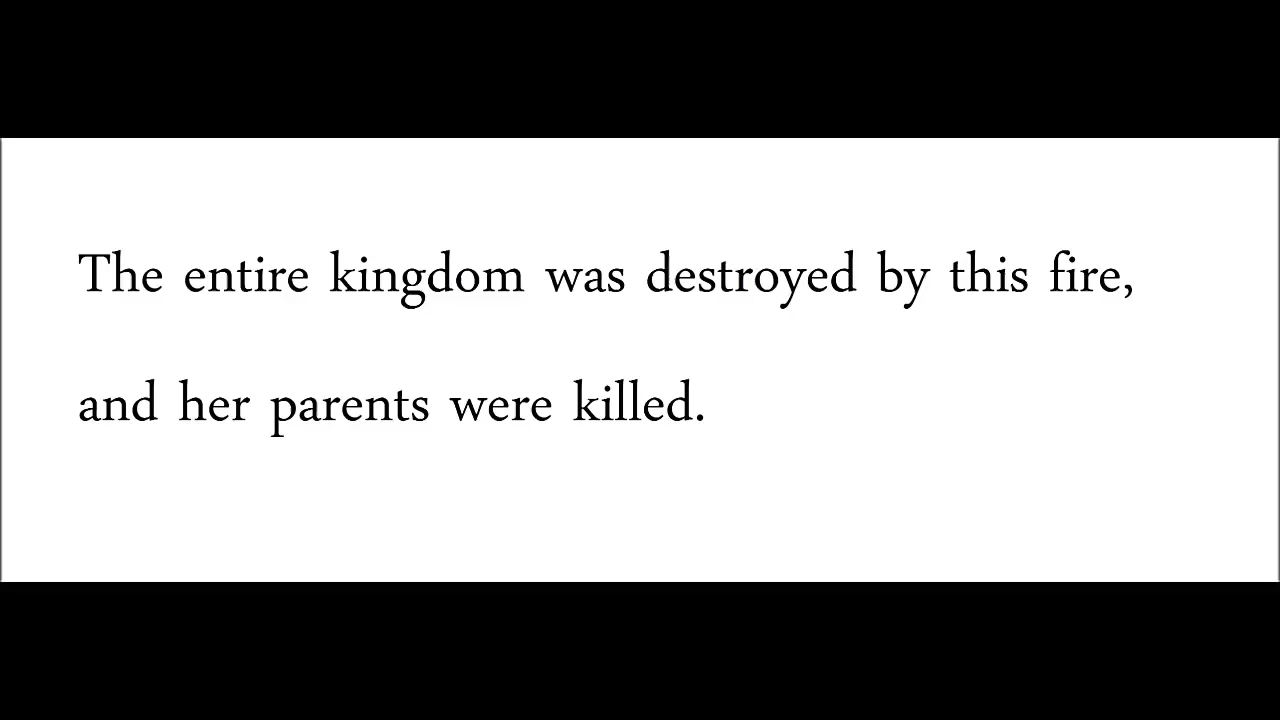 The entire kingdom was destroyed by this fire,
and her parents were killed.